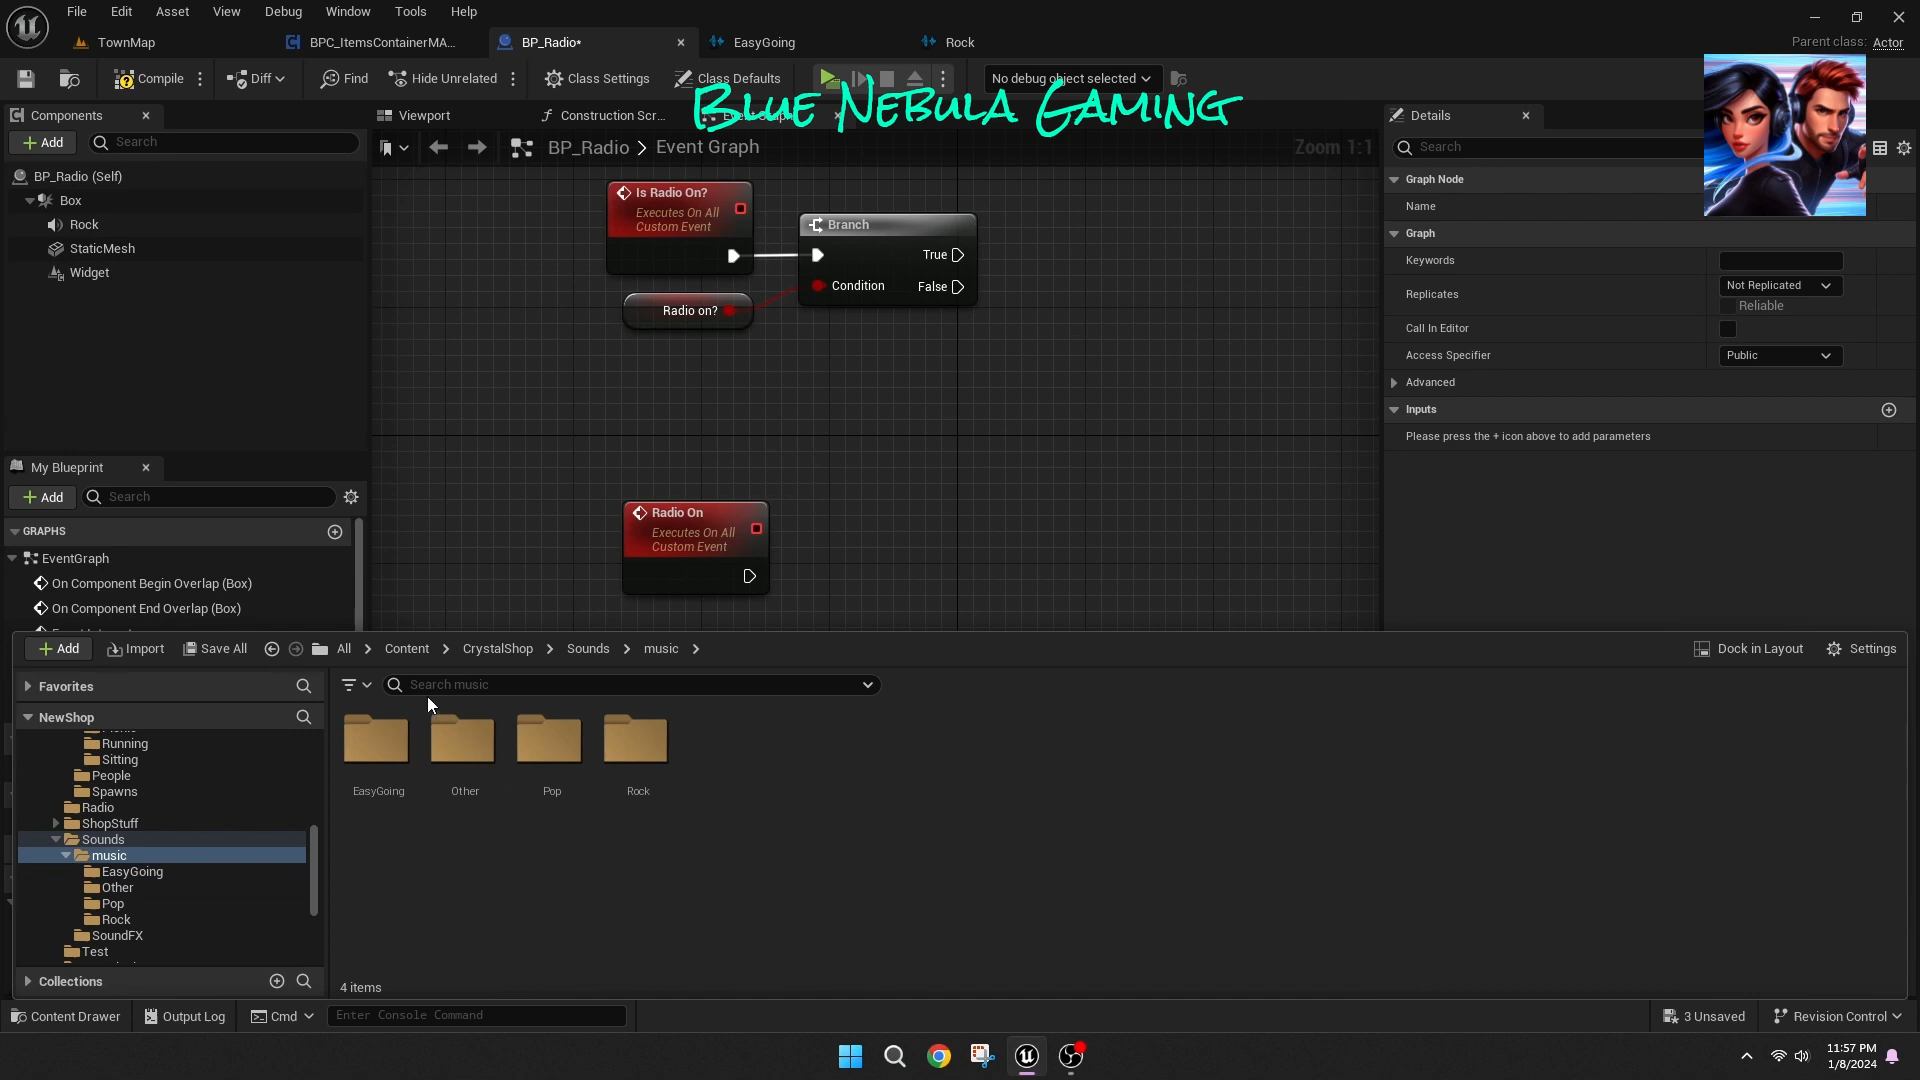 File Edit Asset View Debug Window Tools Help
TownMap BPC_ItemsContainerMA... BP_Radio* EasyGoing Rock
Parent class: Actor
Compile Diff Find Hide Unrelated Class Settings Class Defaults No debug object selected
Blue Nebula Gaming
Components
Viewport Construction Scr...
Details
Add Search
BP_Radio Event Graph Zoom 1:1
Search
BP_Radio (Self)
Box
Rock
StaticMesh
Widget
Is Radio On?
Executes On All
Custom Event
Branch
True
Condition False
Radio on?
Radio On
Executes On All
Custom Event
Graph Node
Name
Graph
Keywords
Replicates Not Replicated
Reliable
Call In Editor
Access Specifier Public
Advanced
Inputs
Please press the + icon above to add parameters
My Blueprint
Add Search
GRAPHS
EventGraph
On Component Begin Overlap (Box)
On Component End Overlap (Box)
Add Import Save All All Content CrystalShop Sounds music Dock in Layout Settings
Favorites
Search music
NewShop
Running
Sitting
People
Spawns
Radio
ShopStuff
Sounds
music
EasyGoing
Other
Pop
Rock
SoundFX
Test
Collections
EasyGoing Other Pop Rock
4 items
Content Drawer Output Log Cmd Enter Console Command 3 Unsaved Revision Control
11:57 PM
1/8/2024